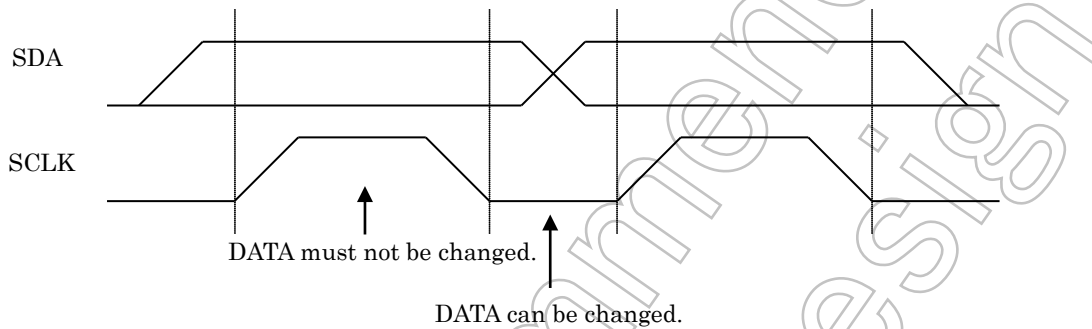 SDA
SCLK
DATA must not be changed.
DATA can be changed.